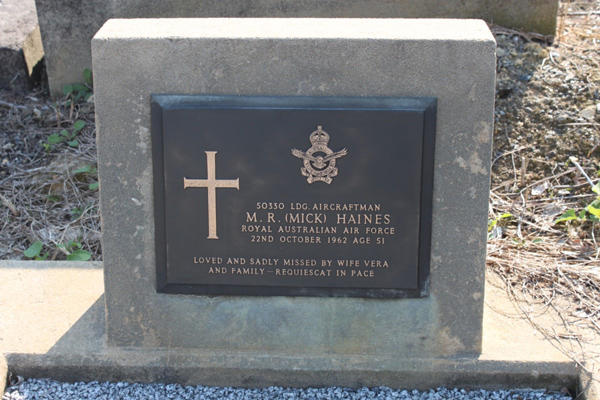 50330 LDG. AIRCRAFTMAN
M. R. (MICK) HAINES
ROYAL AUSTRALIAN AIR FORCE
22ND OCTOBER 1962 AGE 51
LOVED AND SADLY MISSED BY WIFE VERA
AND FAMILY – REQUIESCAT IN PACE